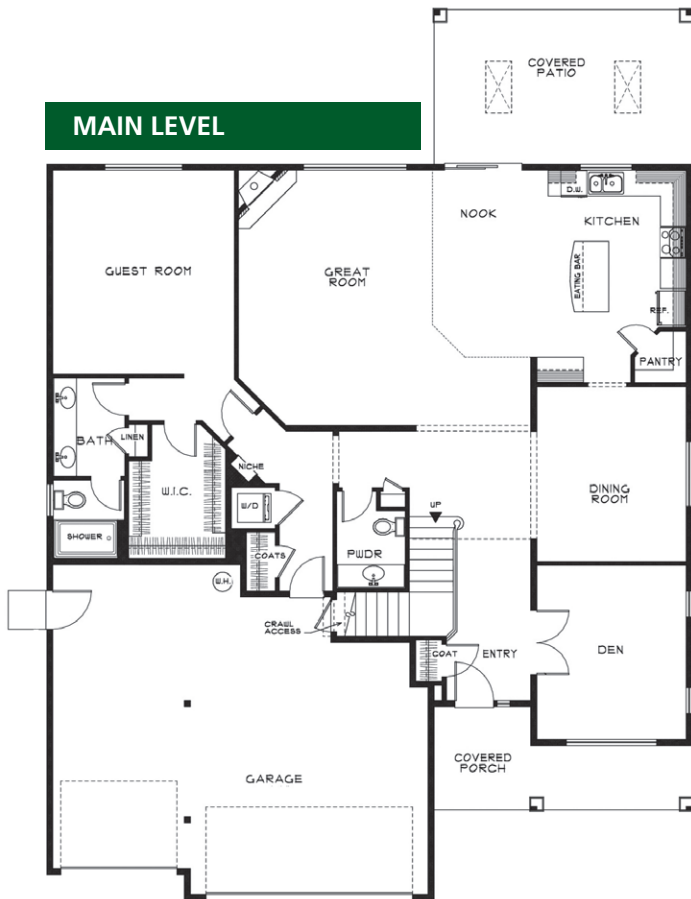 COVERED
PATIO
MAIN LEVEL
D.W.
NOOK
KITCHEN
GUEST ROOM
GREAT
ROOM
EATING BAR
REF.
PANTRY
BATH
LINEN
NICHE
W.I.C.
DINING
ROOM
W/D
UP
SHOWER
COATS
PWDR
W.H.
CRAWL
ACCESS
COAT
ENTRY
DEN
COVERED
PORCH
GARAGE